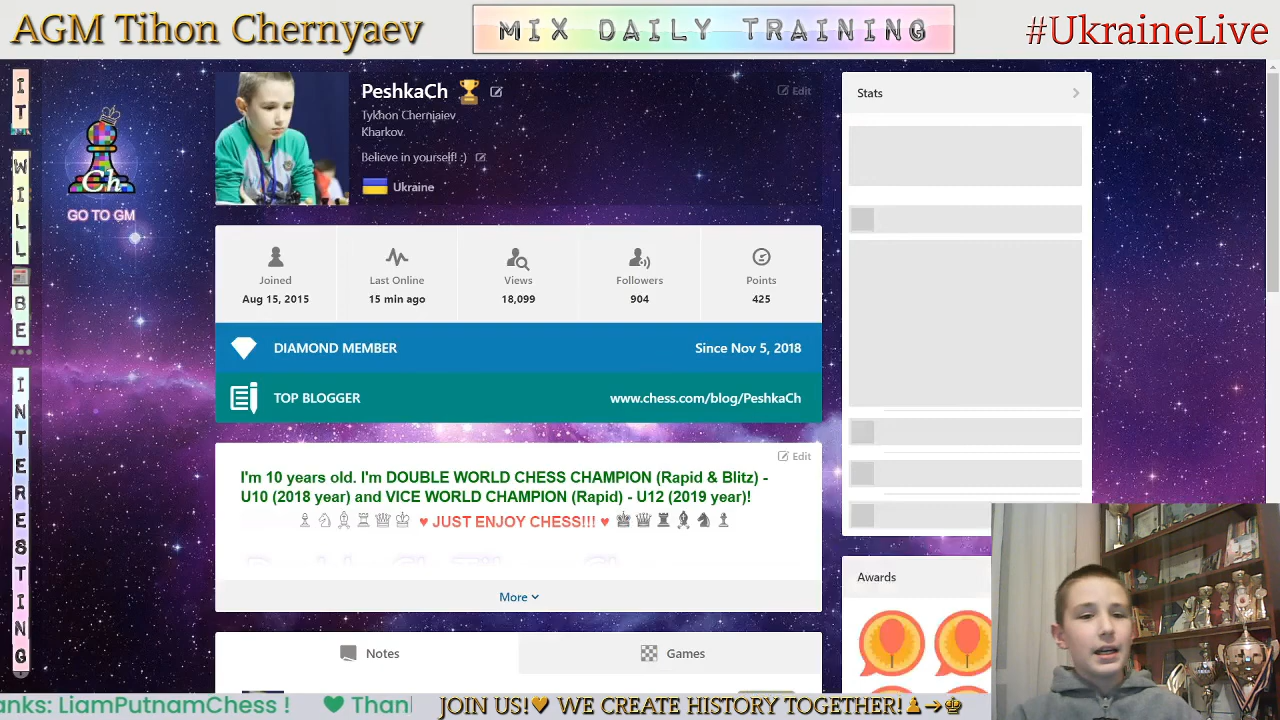 AGM Tihon Chernyaev
MIX DAILY TRAINING
#UkraineLive
IT
WILL
BE
INTERESTING
Ch
GO TO GM
PeshkaCh
Edit
Tykhon Cherniaiev
Kharkov.
Believe in yourself! :)
Ukraine
Stats
Joined
Aug 15, 2015
Last Online
15 min ago
Views
18,099
Followers
904
Points
425
DIAMOND MEMBER
Since Nov 5, 2018
TOP BLOGGER
www.chess.com/blog/PeshkaCh
Edit
I'm 10 years old. I'm DOUBLE WORLD CHESS CHAMPION (Rapid & Blitz) -
U10 (2018 year) and VICE WORLD CHAMPION (Rapid) - U12 (2019 year)!
♗ ♘ ♗ ♖ ♕ ♔ ♥ JUST ENJOY CHESS!!! ♥ ♚ ♛ ♜ ♝ ♞ ♝
More
Awards
Notes
Games
anks: LiamPutnamChess ! 💚 Than
JOIN US!♥ WE CREATE HISTORY TOGETHER!♟→♚